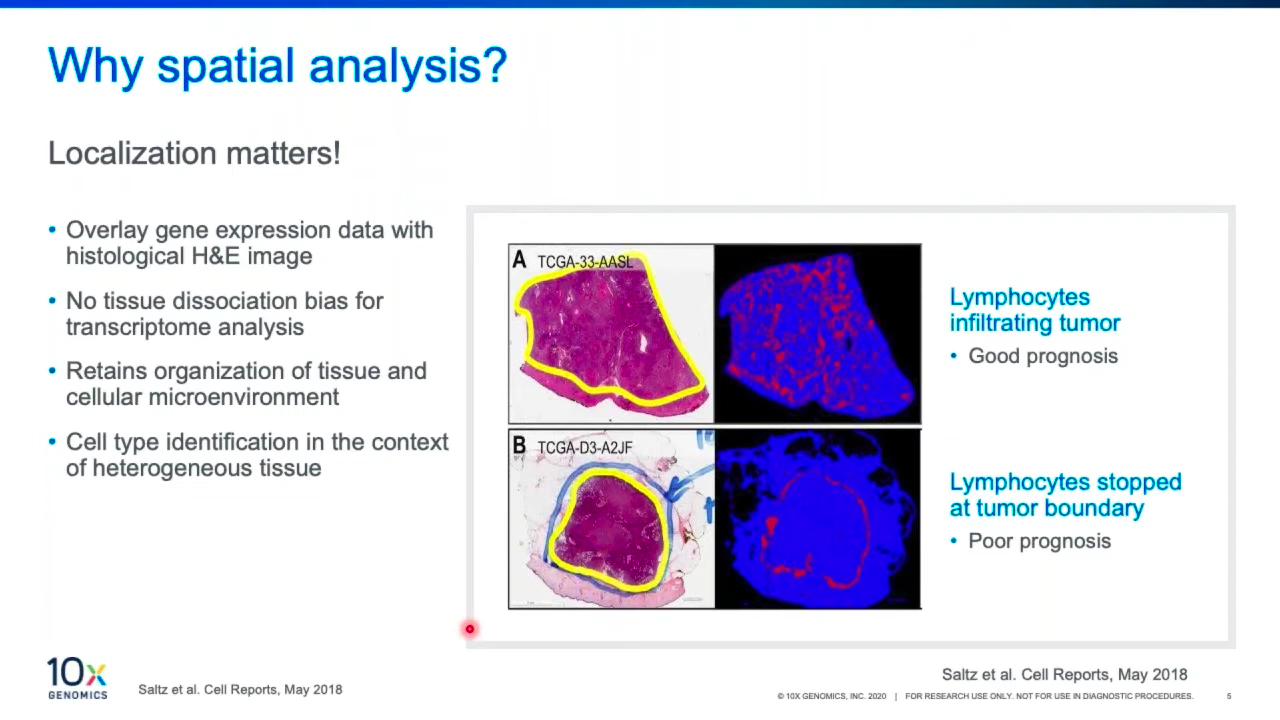 Why spatial analysis?
Localization matters!
• Overlay gene expression data with
histological H&E image
• No tissue dissociation bias for
transcriptome analysis
• Retains organization of tissue and
cellular microenvironment
• Cell type identification in the context
of heterogeneous tissue
A TCGA-33-AASL
Lymphocytes
infiltrating tumor
• Good prognosis
B TCGA-D3-A2JF
Lymphocytes stopped
at tumor boundary
• Poor prognosis
10x
GENOMICS
Saltz et al. Cell Reports, May 2018
Saltz et al. Cell Reports, May 2018
© 10X GENOMICS, INC. 2020 | FOR RESEARCH USE ONLY. NOT FOR USE IN DIAGNOSTIC PROCEDURES. 5